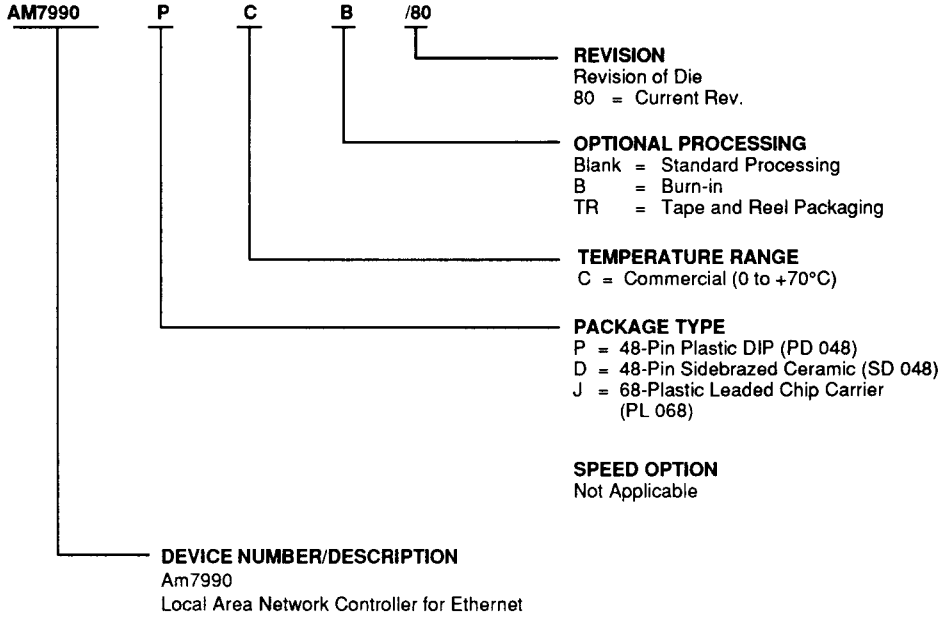 AM7990 P C B /80
REVISION
Revision of Die
80 = Current Rev.
OPTIONAL PROCESSING
Blank = Standard Processing
B = Burn-in
TR = Tape and Reel Packaging
TEMPERATURE RANGE
C = Commercial (0 to +70°C)
PACKAGE TYPE
P = 48-Pin Plastic DIP (PD 048)
D = 48-Pin Sidebrazed Ceramic (SD 048)
J = 68-Plastic Leaded Chip Carrier
(PL 068)
SPEED OPTION
Not Applicable
DEVICE NUMBER/DESCRIPTION
Am7990
Local Area Network Controller for Ethernet